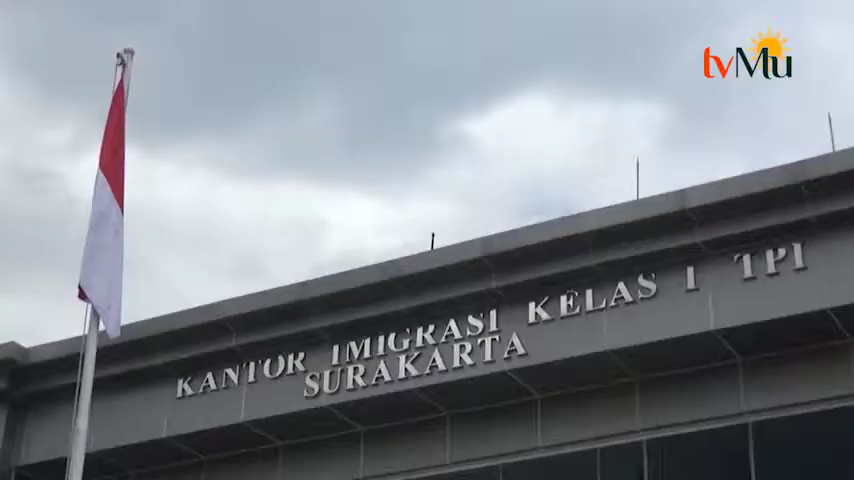 tvMu
KANTOR IMIGRASI KELAS I TPI
SURAKARTA